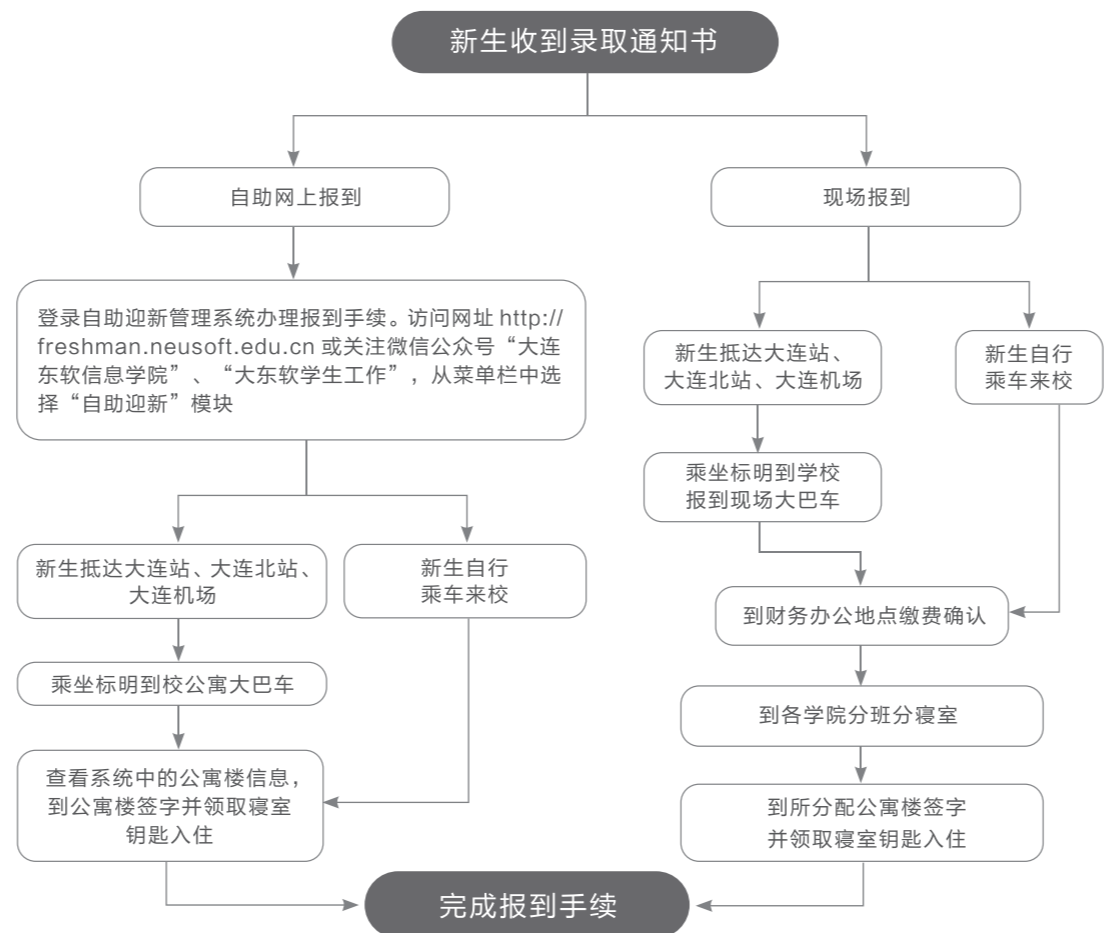 新生收到录取通知书
自助网上报到
现场报到
登录自助迎新管理系统办理报到手续。访问网址 http://
freshman.neusoft.edu.cn 或关注微信公众号“大连
东软信息学院”、“大东软学生工作”，从菜单栏中选
择“自助迎新”模块
新生抵达大连站、
大连北站、大连机场
新生自行
乘车来校
乘坐标明到学校
报到现场大巴车
新生抵达大连站、大连北站、
大连机场
新生自行
乘车来校
到财务办公地点缴费确认
乘坐标明到校公寓大巴车
到各学院分班分寝室
查看系统中的公寓楼信息，
到公寓楼签字并领取寝室
钥匙入住
到所分配公寓楼签字
并领取寝室钥匙入住
完成报到手续